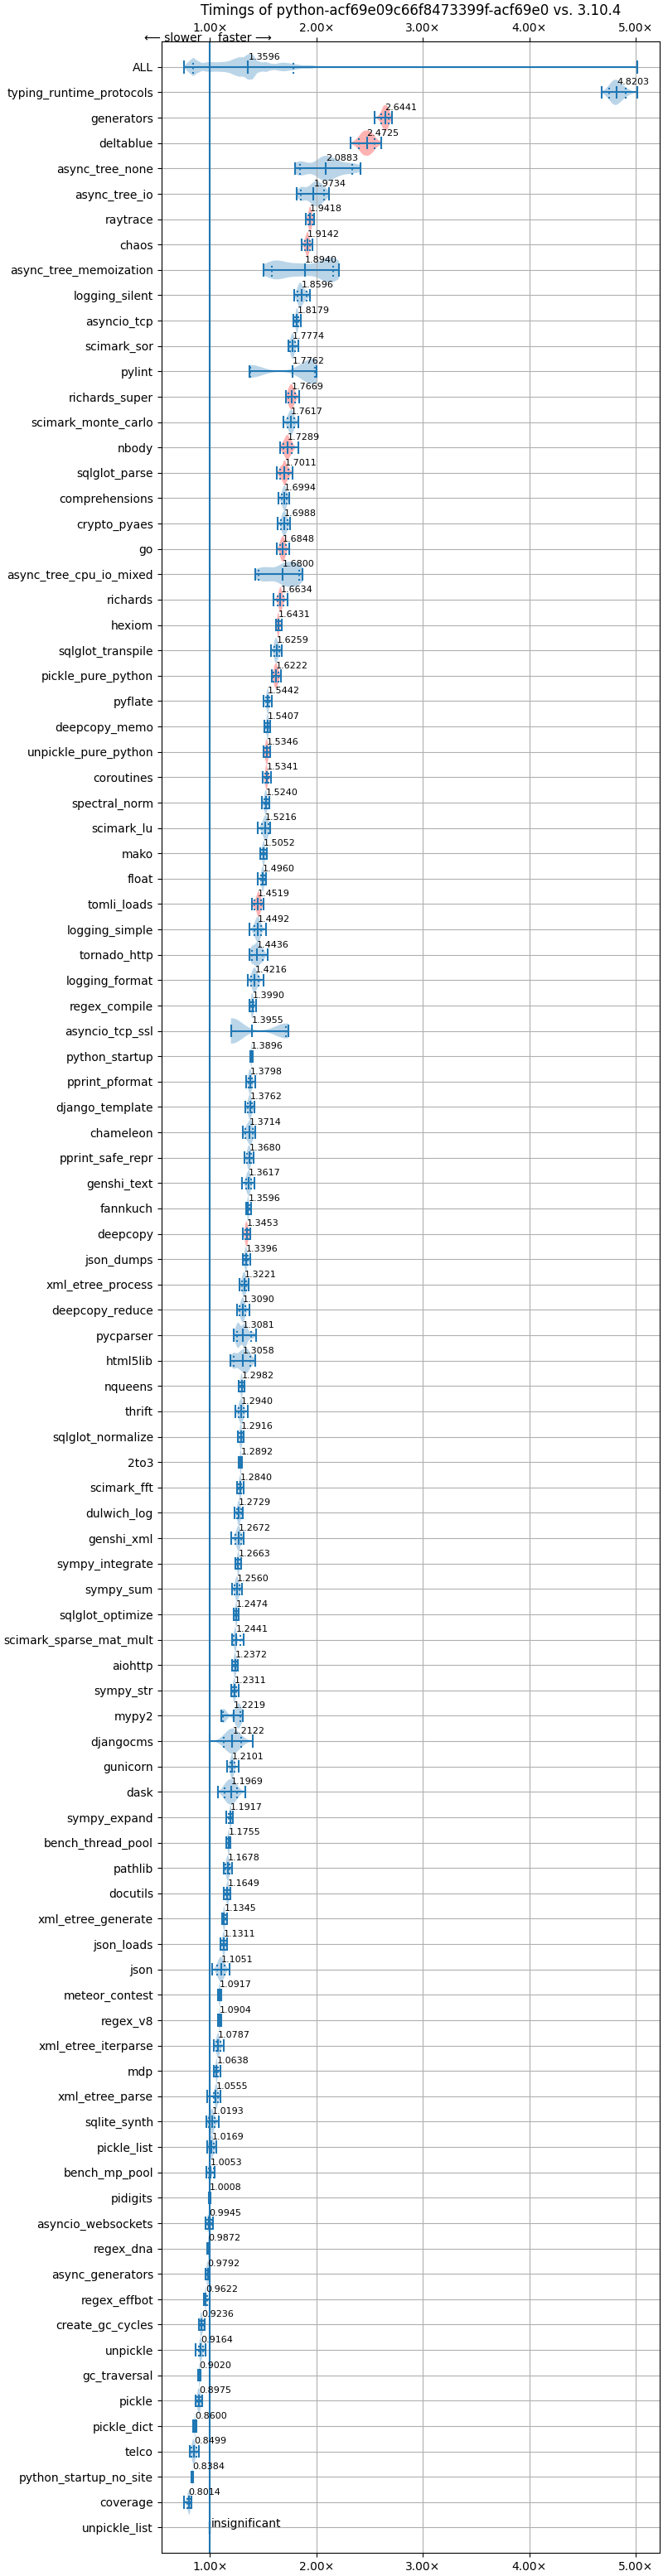 Timings of python-acf69e09c66f8473399f-acf69e0 vs. 3.10.4
⟵ slower faster ⟶
1.00× 2.00× 3.00× 4.00× 5.00×
ALL 1.3596
typing_runtime_protocols 4.8203
generators 2.6441
deltablue 2.4725
async_tree_none 2.0883
async_tree_io 1.9734
raytrace 1.9418
chaos 1.9142
async_tree_memoization 1.8940
logging_silent 1.8596
asyncio_tcp 1.8179
scimark_sor 1.7774
pylint 1.7762
richards_super 1.7669
scimark_monte_carlo 1.7617
nbody 1.7289
sqlglot_parse 1.7011
comprehensions 1.6994
crypto_pyaes 1.6988
go 1.6848
async_tree_cpu_io_mixed 1.6800
richards 1.6634
hexiom 1.6431
sqlglot_transpile 1.6259
pickle_pure_python 1.6222
pyflate 1.5442
deepcopy_memo 1.5407
unpickle_pure_python 1.5346
coroutines 1.5341
spectral_norm 1.5240
scimark_lu 1.5216
mako 1.5052
float 1.4960
tomli_loads 1.4519
logging_simple 1.4492
tornado_http 1.4436
logging_format 1.4216
regex_compile 1.3990
asyncio_tcp_ssl 1.3955
python_startup 1.3896
pprint_pformat 1.3798
django_template 1.3762
chameleon 1.3714
pprint_safe_repr 1.3680
genshi_text 1.3617
fannkuch 1.3596
deepcopy 1.3453
json_dumps 1.3396
xml_etree_process 1.3221
deepcopy_reduce 1.3090
pycparser 1.3081
html5lib 1.3058
nqueens 1.2982
thrift 1.2940
sqlglot_normalize 1.2916
2to3 1.2892
scimark_fft 1.2840
dulwich_log 1.2729
genshi_xml 1.2672
sympy_integrate 1.2663
sympy_sum 1.2560
sqlglot_optimize 1.2474
scimark_sparse_mat_mult 1.2441
aiohttp 1.2372
sympy_str 1.2311
mypy2 1.2219
djangocms 1.2122
gunicorn 1.2101
dask 1.1969
sympy_expand 1.1917
bench_thread_pool 1.1755
pathlib 1.1678
docutils 1.1649
xml_etree_generate 1.1345
json_loads 1.1311
json 1.1051
meteor_contest 1.0917
regex_v8 1.0904
xml_etree_iterparse 1.0787
mdp 1.0638
xml_etree_parse 1.0555
sqlite_synth 1.0193
pickle_list 1.0169
bench_mp_pool 1.0053
pidigits 1.0008
asyncio_websockets 0.9945
regex_dna 0.9872
async_generators 0.9792
regex_effbot 0.9622
create_gc_cycles 0.9236
unpickle 0.9164
gc_traversal 0.9020
pickle 0.8975
pickle_dict 0.8600
telco 0.8499
python_startup_no_site 0.8384
coverage 0.8014
unpickle_list insignificant
1.00× 2.00× 3.00× 4.00× 5.00×